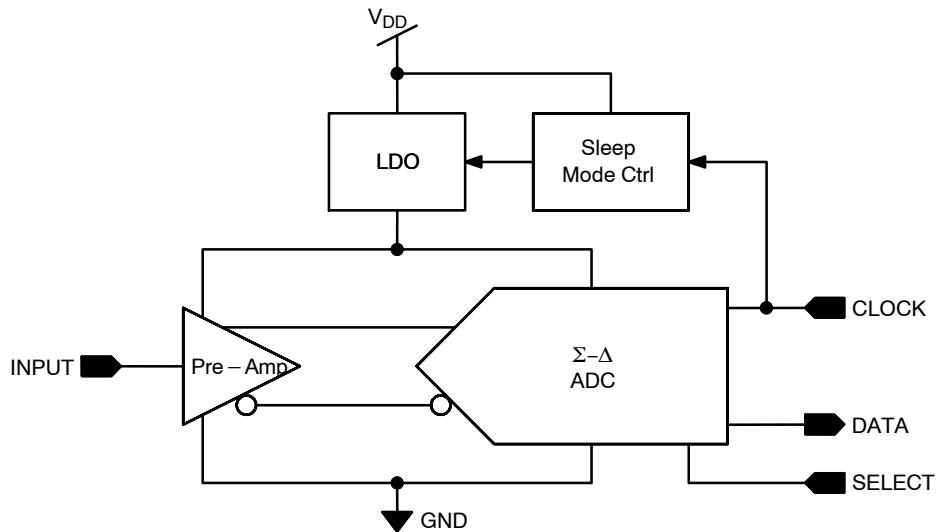 V_DD
LDO
Sleep
Mode Ctrl
CLOCK
INPUT
Pre – Amp
Σ–Δ
ADC
DATA
SELECT
GND